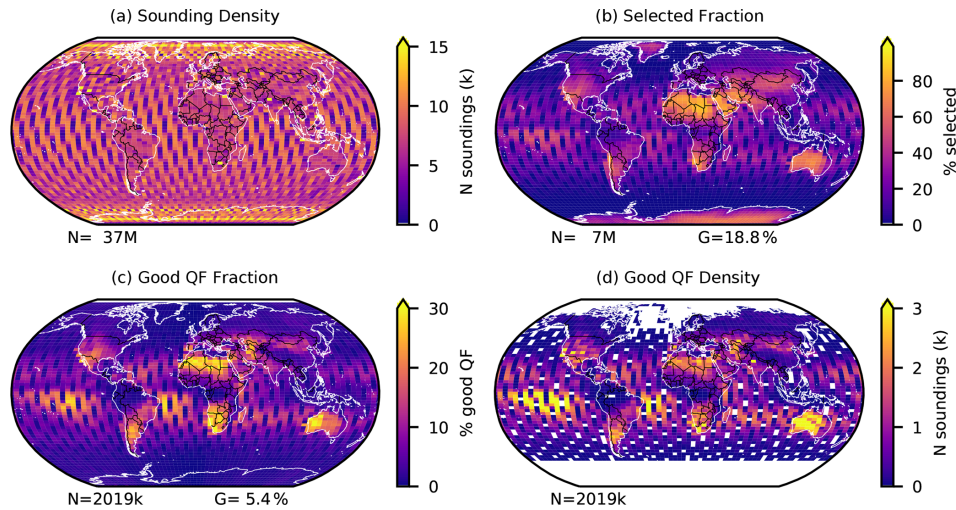 (a) Sounding Density
15
10
5
0
N soundings (k)
N= 37M
(b) Selected Fraction
80
60
40
20
0
% selected
N= 7M G=18.8%
(c) Good QF Fraction
30
20
10
0
% good QF
N=2019k G= 5.4%
(d) Good QF Density
3
2
1
0
N soundings (k)
N=2019k